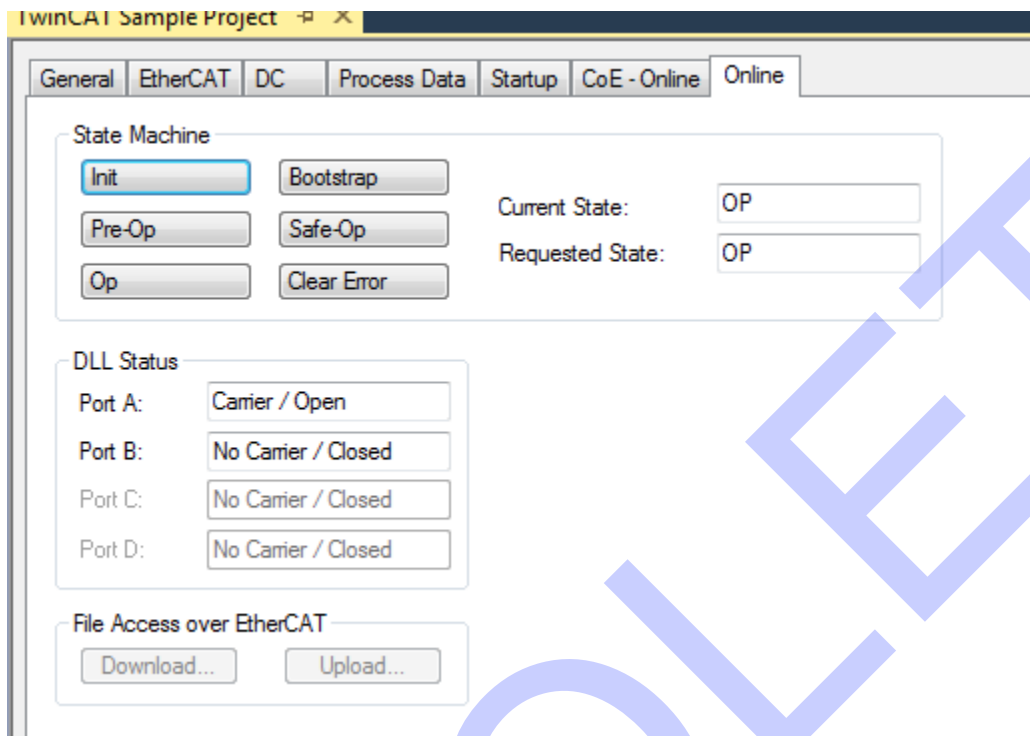 TwinCAT Sample Project
General EtherCAT DC Process Data Startup CoE - Online Online
State Machine
Init Bootstrap
Pre-Op Safe-Op
Op Clear Error
Current State: OP
Requested State: OP
DLL Status
Port A: Carrier / Open
Port B: No Carrier / Closed
Port C: No Carrier / Closed
Port D: No Carrier / Closed
File Access over EtherCAT
Download... Upload...